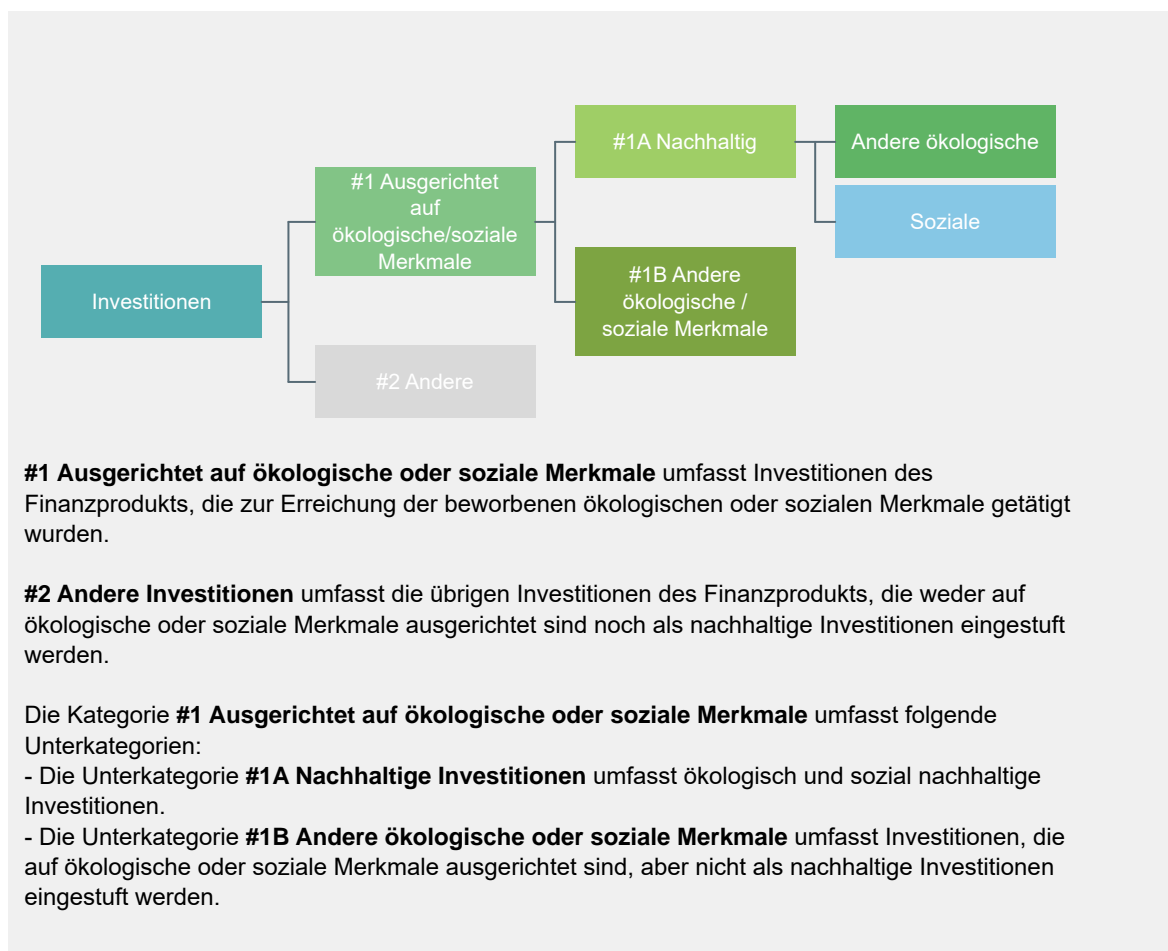 #1A Nachhaltig
Andere ökologische
#1 Ausgerichtet
auf
ökologische/soziale
Merkmale
Soziale
Investitionen
#1B Andere
ökologische /
soziale Merkmale
#2 Andere
#1 Ausgerichtet auf ökologische oder soziale Merkmale umfasst Investitionen des
Finanzprodukts, die zur Erreichung der beworbenen ökologischen oder sozialen Merkmale getätigt
wurden.
#2 Andere Investitionen umfasst die übrigen Investitionen des Finanzprodukts, die weder auf
ökologische oder soziale Merkmale ausgerichtet sind noch als nachhaltige Investitionen eingestuft
werden.
Die Kategorie #1 Ausgerichtet auf ökologische oder soziale Merkmale umfasst folgende
Unterkategorien:
- Die Unterkategorie #1A Nachhaltige Investitionen umfasst ökologisch und sozial nachhaltige
Investitionen.
- Die Unterkategorie #1B Andere ökologische oder soziale Merkmale umfasst Investitionen, die
auf ökologische oder soziale Merkmale ausgerichtet sind, aber nicht als nachhaltige Investitionen
eingestuft werden.